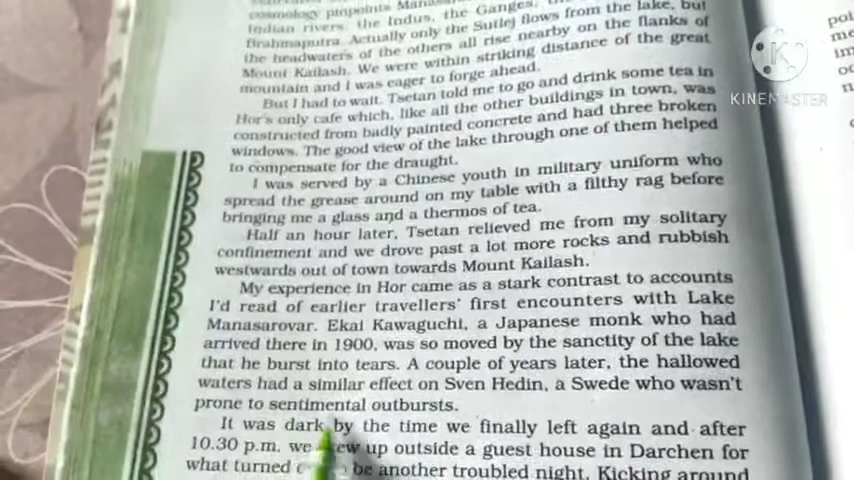 cosmology pinpoints Manasa
Indian rivers: the Indus, the Ganges, the
Brahmaputra. Actually only the Sutlej flows from the lake, but
the headwaters of the others all rise nearby on the flanks of
Mount Kailash. We were within striking distance of the great
mountain and I was eager to forge ahead.
But I had to wait. Tsetan told me to go and drink some tea in
Hor's only cafe which, like all the other buildings in town, was
constructed from badly painted concrete and had three broken
windows. The good view of the lake through one of them helped
to compensate for the draught.
I was served by a Chinese youth in military uniform who
spread the grease around on my table with a filthy rag before
bringing me a glass and a thermos of tea.
Half an hour later, Tsetan relieved me from my solitary
confinement and we drove past a lot more rocks and rubbish
westwards out of town towards Mount Kailash.
My experience in Hor came as a stark contrast to accounts
I'd read of earlier travellers' first encounters with Lake
Manasarovar. Ekai Kawaguchi, a Japanese monk who had
arrived there in 1900, was so moved by the sanctity of the lake
that he burst into tears. A couple of years later, the hallowed
waters had a similar effect on Sven Hedin, a Swede who wasn't
prone to sentimental outbursts.
It was dark by the time we finally left again and after
10.30 p.m. we rew up outside a guest house in Darchen for
what turned be another troubled night. Kicking around
KINEMASTER